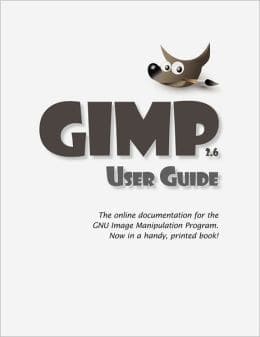 GIMP
2.6
User Guide
The online documentation for the
GNU Image Manipulation Program.
Now in a handy, printed book!